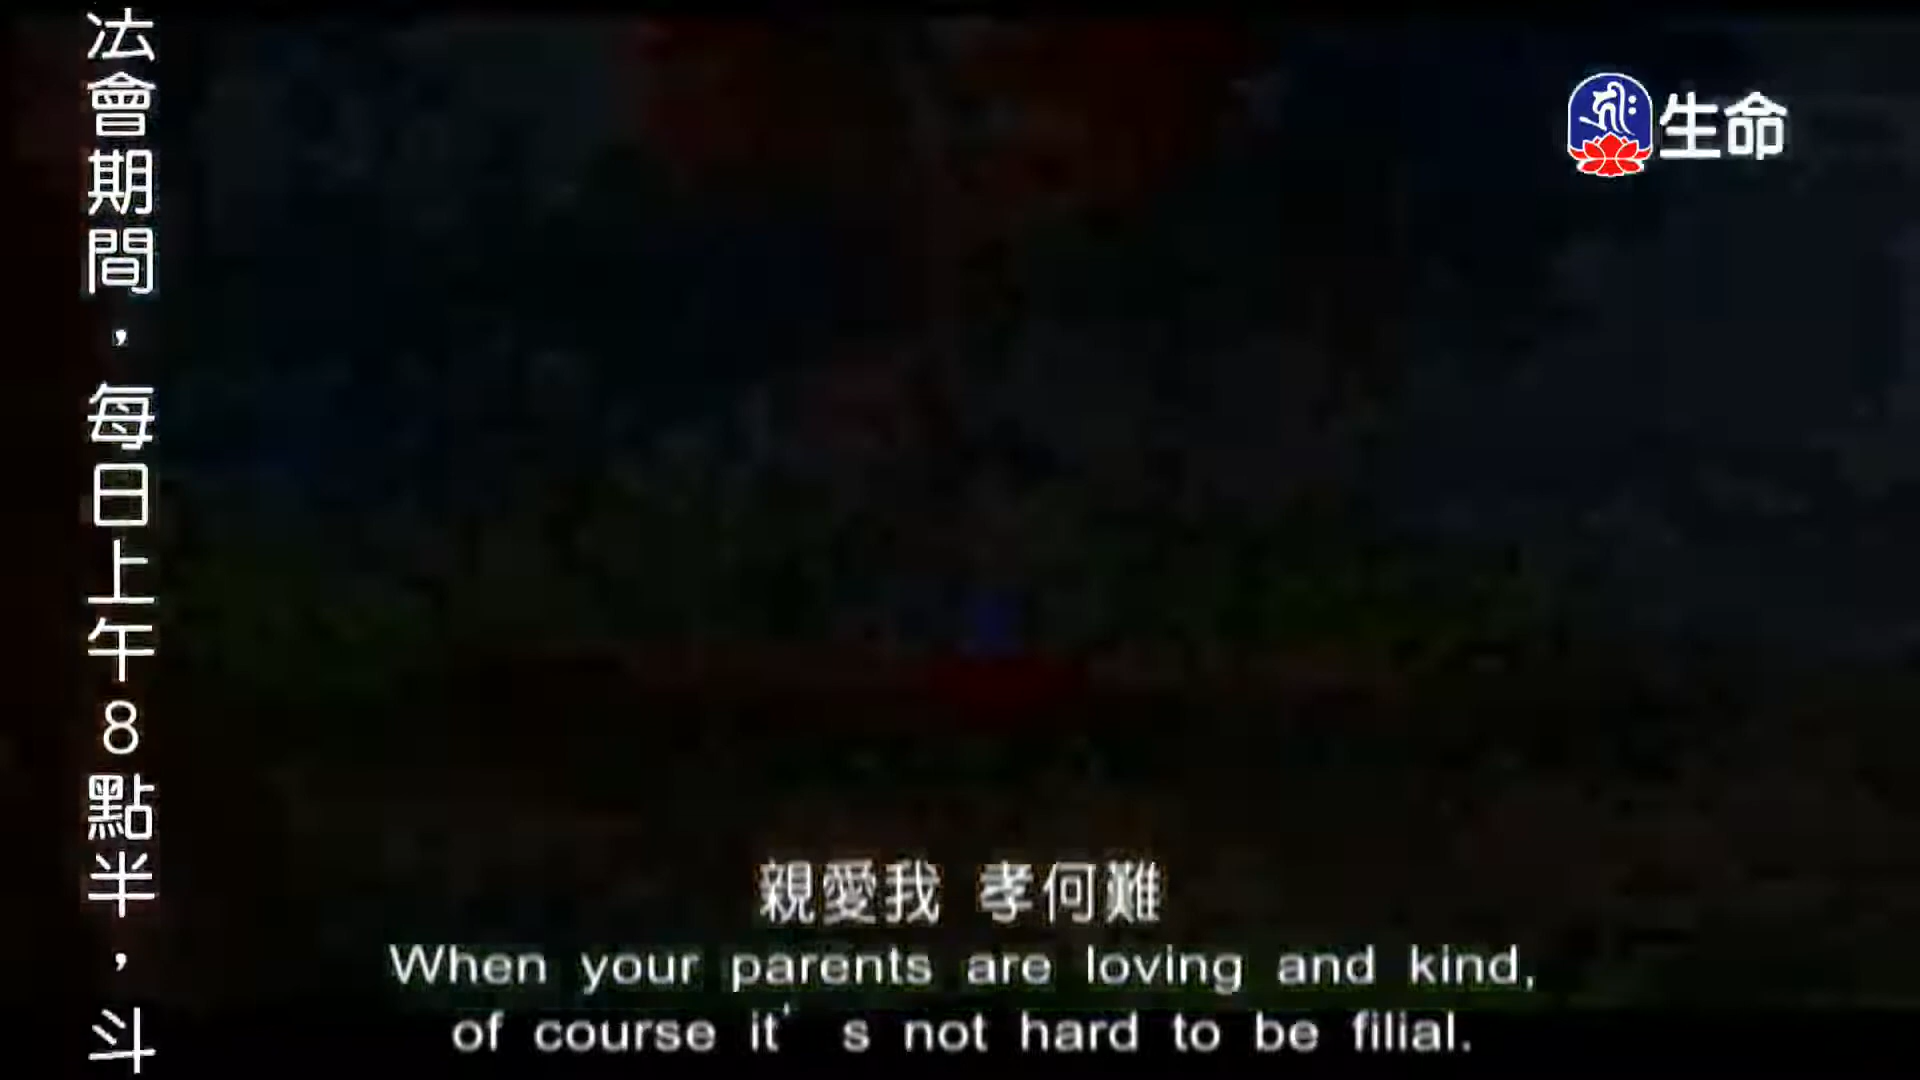 法會期間，每日上午8點半，斗
生命
親愛我 孝何難
When your parents are loving and kind,
of course it's not hard to be filial.